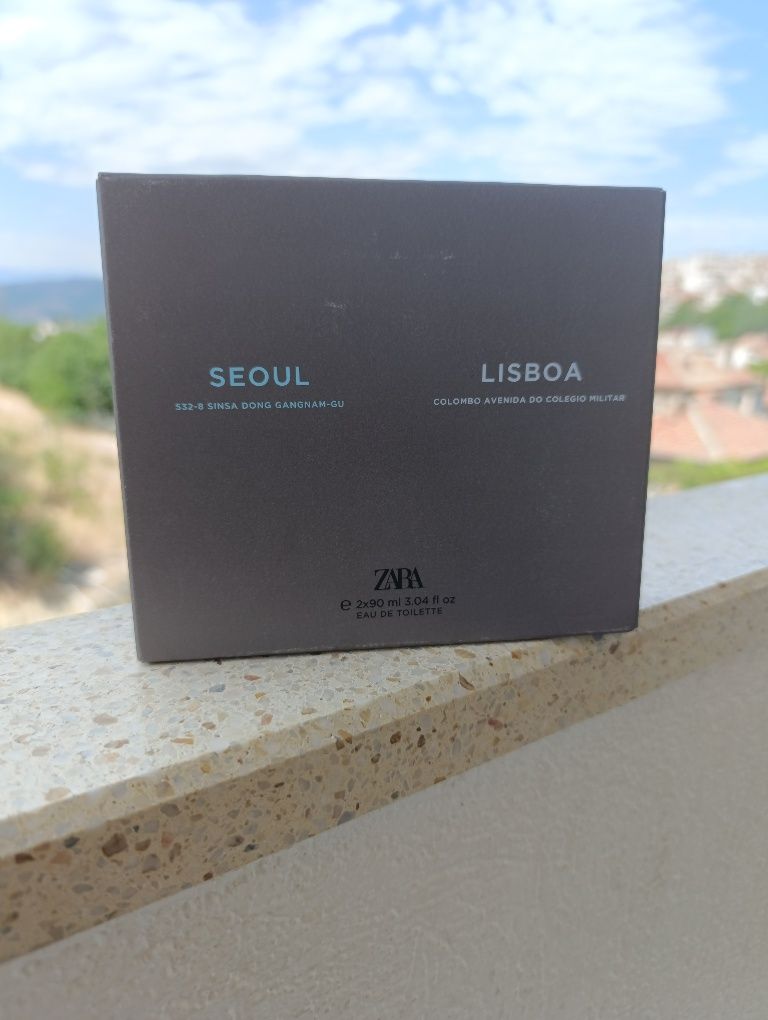 SEOUL
532-8 SINSA DONG GANGNAM-GU
LISBOA
COLOMBO AVENIDA DO COLEGIO MILITAR
ZARA
e 2x90 ml 3.04 fl oz
EAU DE TOILETTE